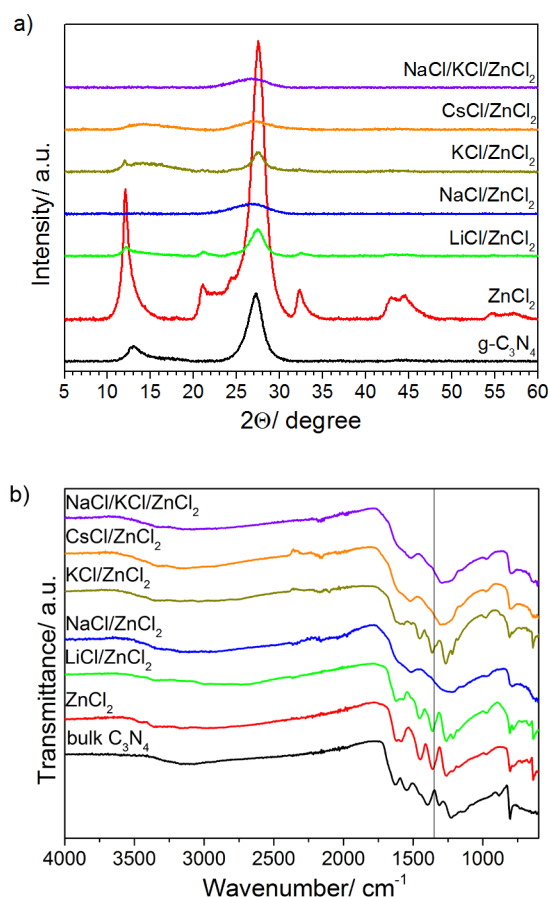 a)
NaCl/KCl/ZnCl₂
CsCl/ZnCl₂
KCl/ZnCl₂
NaCl/ZnCl₂
LiCl/ZnCl₂
ZnCl₂
g-C₃N₄
Intensity/ a.u.
5 10 15 20 25 30 35 40 45 50 55 60
2Θ/ degree
b)
NaCl/KCl/ZnCl₂
CsCl/ZnCl₂
KCl/ZnCl₂
NaCl/ZnCl₂
LiCl/ZnCl₂
ZnCl₂
bulk C₃N₄
Transmittance/ a.u.
4000 3500 3000 2500 2000 1500 1000
Wavenumber/ cm⁻¹